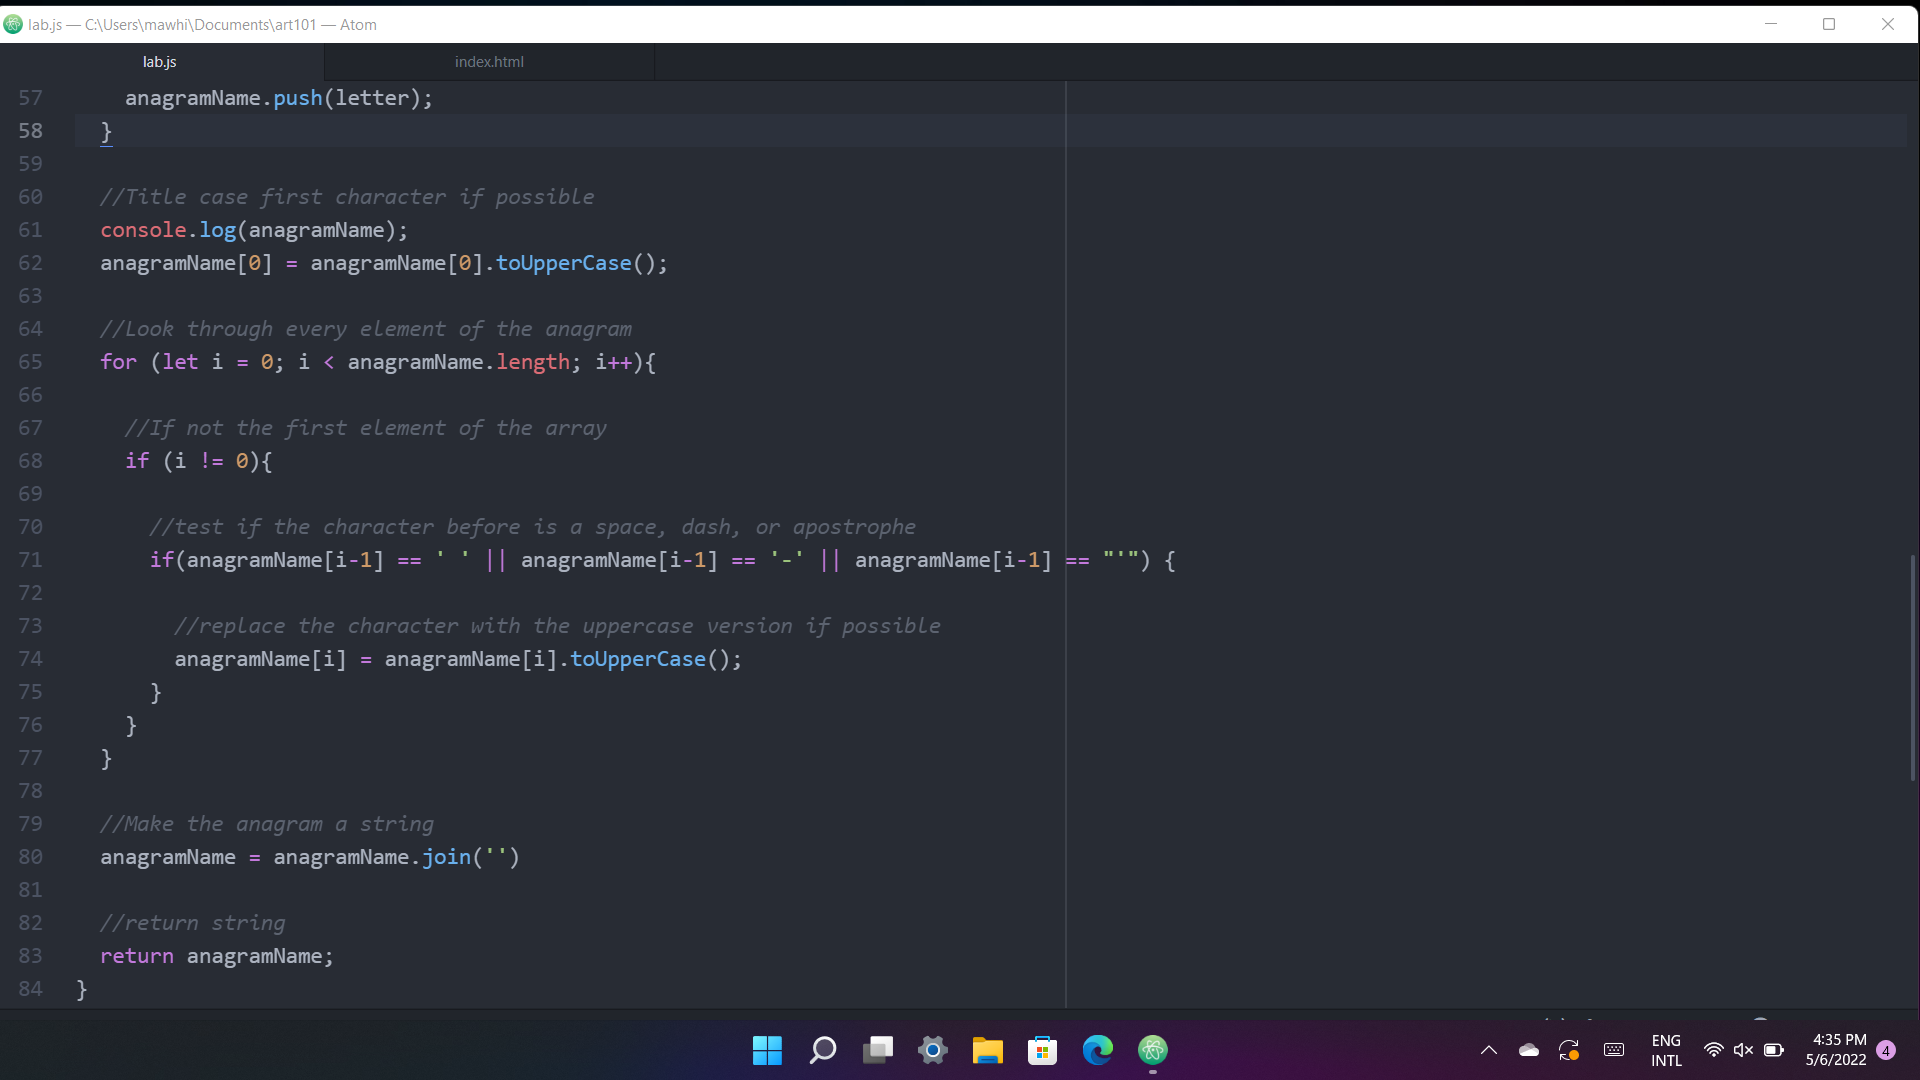 lab.js — C:\Users\mawhi\Documents\art101 — Atom
lab.js index.html
57 anagramName.push(letter);
58 }
59
60 //Title case first character if possible
61 console.log(anagramName);
62 anagramName[0] = anagramName[0].toUpperCase();
63
64 //Look through every element of the anagram
65 for (let i = 0; i < anagramName.length; i++){
66
67 //If not the first element of the array
68 if (i != 0){
69
70 //test if the character before is a space, dash, or apostrophe
71 if(anagramName[i-1] == ' ' || anagramName[i-1] == '-' || anagramName[i-1] == "'") {
72
73 //replace the character with the uppercase version if possible
74 anagramName[i] = anagramName[i].toUpperCase();
75 }
76 }
77 }
78
79 //Make the anagram a string
80 anagramName = anagramName.join('')
81
82 //return string
83 return anagramName;
84 }
ENG
INTL
4:35 PM
5/6/2022
4